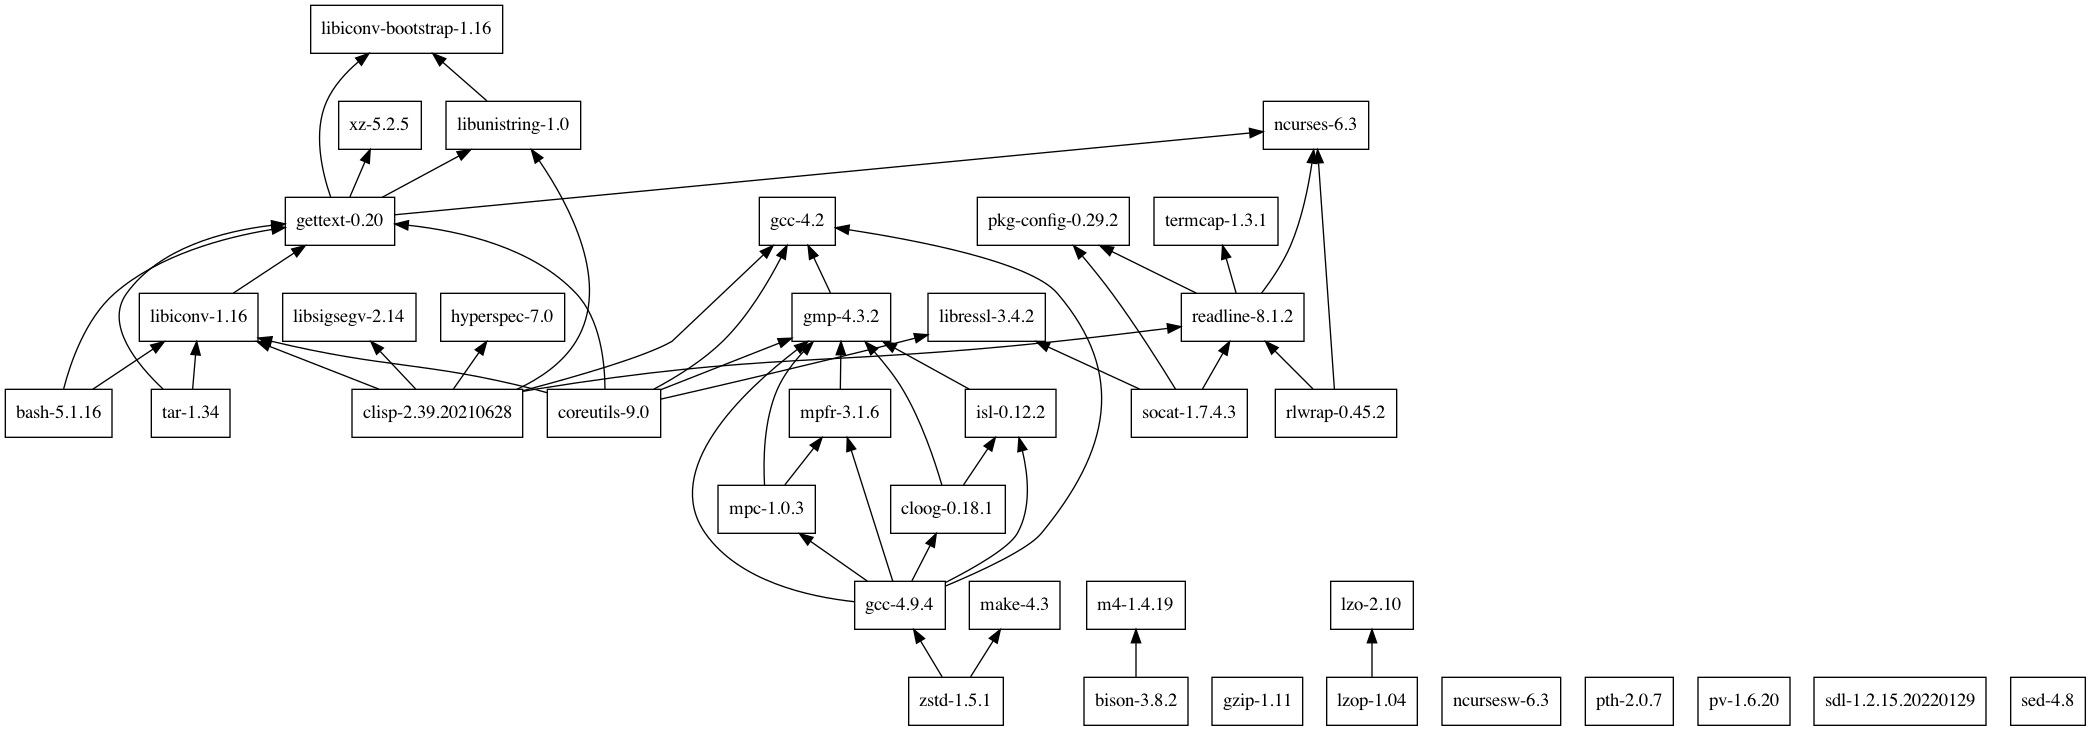 libiconv-bootstrap-1.16
xz-5.2.5
libunistring-1.0
ncurses-6.3
gettext-0.20
gcc-4.2
pkg-config-0.29.2
termcap-1.3.1
libiconv-1.16
libsigsegv-2.14
hyperspec-7.0
gmp-4.3.2
libressl-3.4.2
readline-8.1.2
bash-5.1.16
tar-1.34
clisp-2.39.20210628
coreutils-9.0
mpfr-3.1.6
isl-0.12.2
socat-1.7.4.3
rlwrap-0.45.2
mpc-1.0.3
cloog-0.18.1
gcc-4.9.4
make-4.3
m4-1.4.19
lzo-2.10
zstd-1.5.1
bison-3.8.2
gzip-1.11
lzop-1.04
ncursesw-6.3
pth-2.0.7
pv-1.6.20
sdl-1.2.15.20220129
sed-4.8